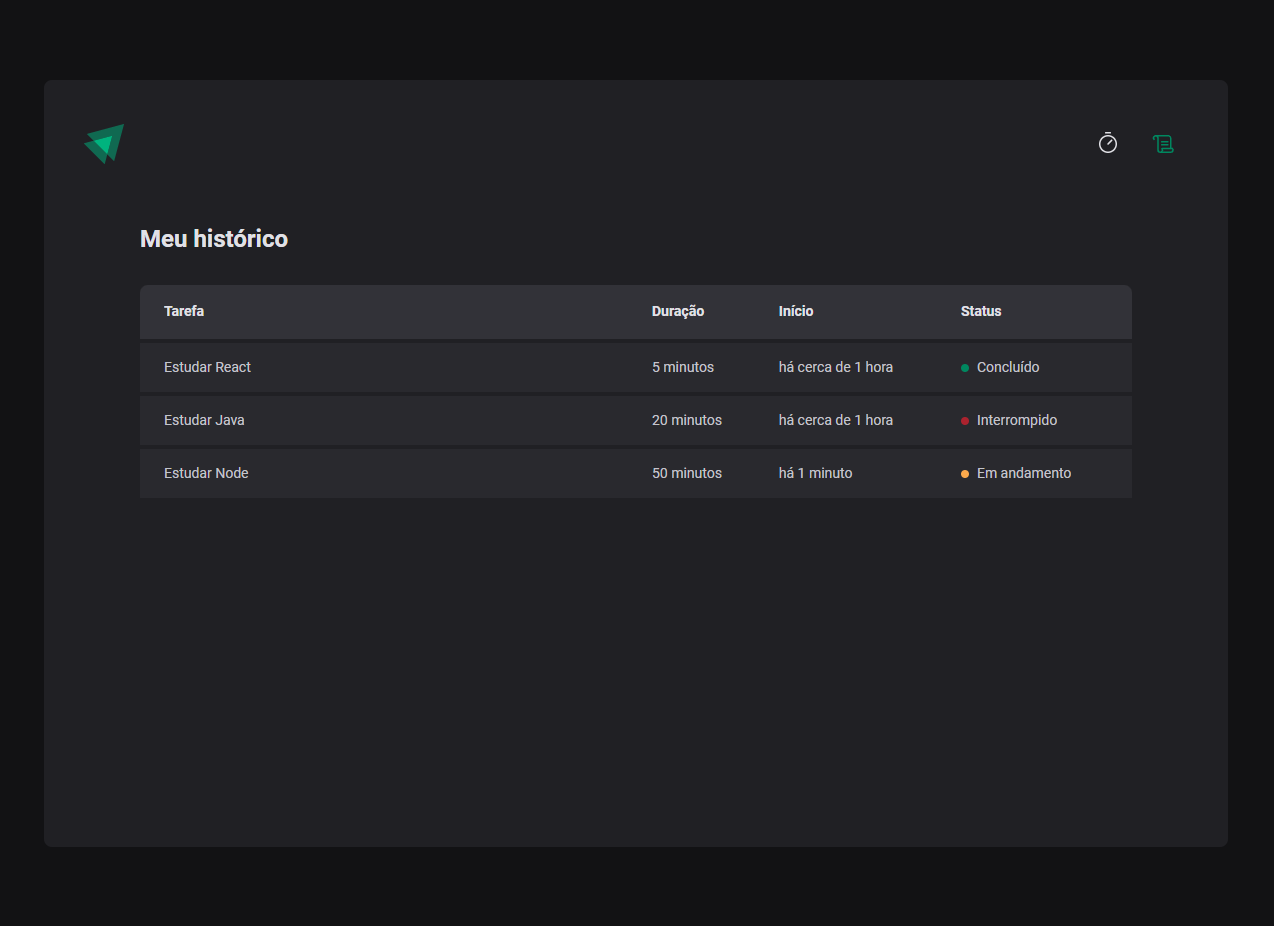 Meu histórico
Tarefa Duração Início Status
Estudar React 5 minutos há cerca de 1 hora Concluído
Estudar Java 20 minutos há cerca de 1 hora Interrompido
Estudar Node 50 minutos há 1 minuto Em andamento